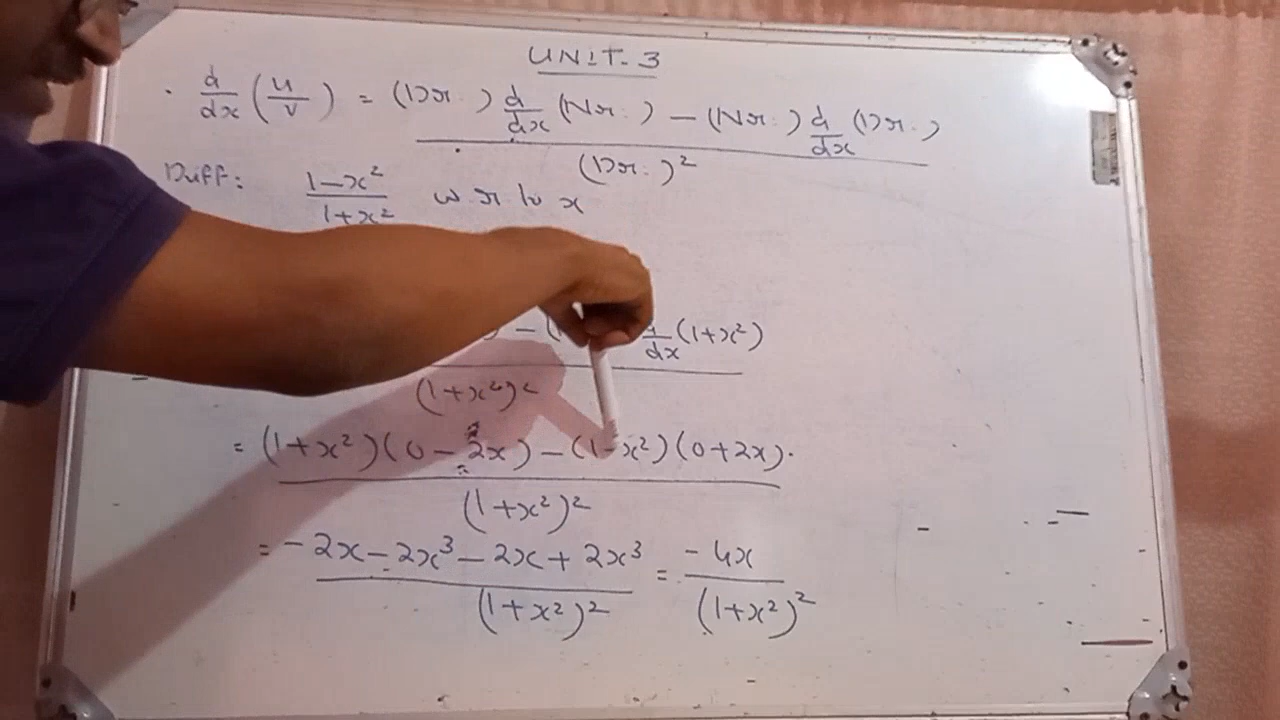 UNIT-3
d/dx (u/v) = (Dr.) d/dx (Nr.) - (Nr.) d/dx (Dr.)
(Dr.)²
Diff: 1-x²/1+x² w.r to x
- d/dx (1+x²)
(1+x²)²
= (1+x²)(0-2x) - (1-x²)(0+2x).
(1+x²)²
= -2x - 2x³ - 2x + 2x³ = -4x
(1+x²)² (1+x²)²